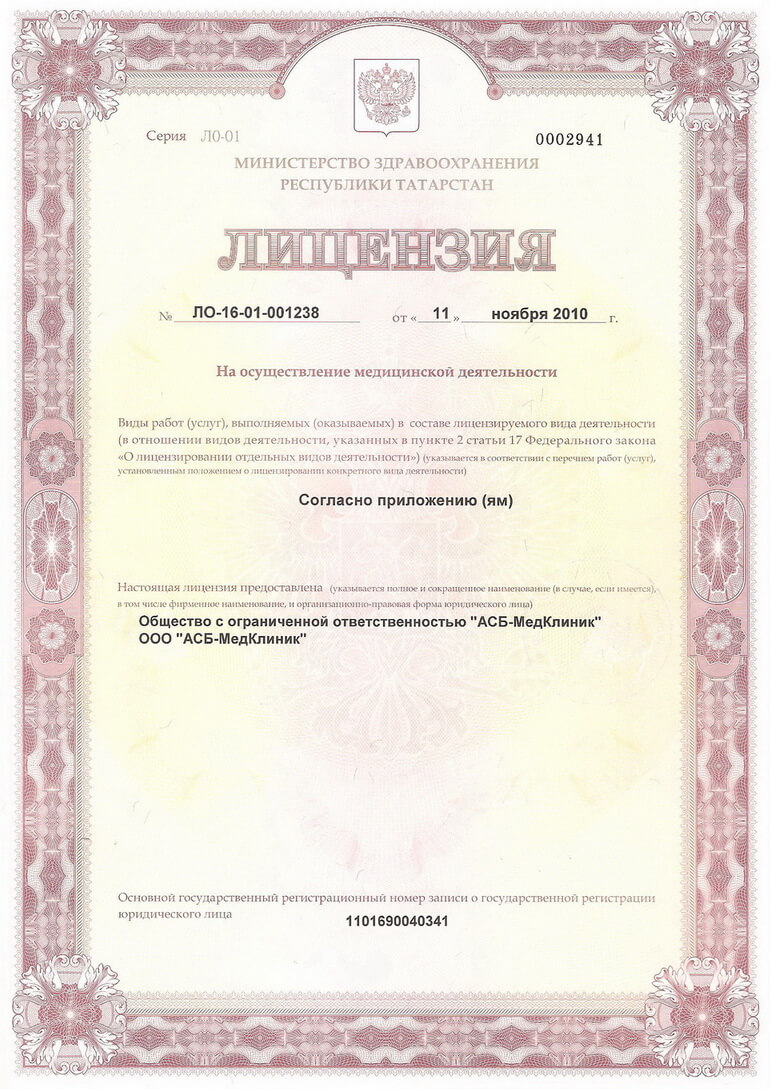 Серия ЛО-01
0002941
МИНИСТЕРСТВО ЗДРАВООХРАНЕНИЯ
РЕСПУБЛИКИ ТАТАРСТАН
ЛИЦЕНЗИЯ
№ ЛО-16-01-001238 от « 11 » ноября 2010 г.
На осуществление медицинской деятельности
Виды работ (услуг), выполняемых (оказываемых) в составе лицензируемого вида деятельности
(в отношении видов деятельности, указанных в пункте 2 статьи 17 Федерального закона
«О лицензировании отдельных видов деятельности») (указывается в соответствии с перечнем работ (услуг),
установленным положением о лицензировании конкретного вида деятельности)
Согласно приложению (ям)
Настоящая лицензия предоставлена (указывается полное и сокращенное наименование (в случае, если имеется),
в том числе фирменное наименование, и организационно-правовая форма юридического лица)
Общество с ограниченной ответственностью "АСБ-МедКлиник"
ООО "АСБ-МедКлиник"
Основной государственный регистрационный номер записи о государственной регистрации
юридического лица
1101690040341